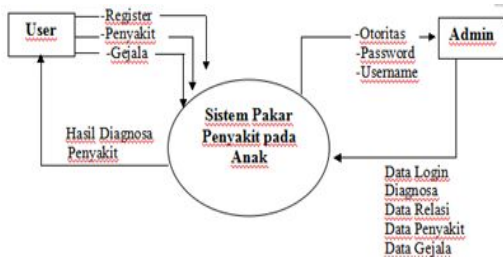 User
-Register
-Penyakit
-Gejala
-Otoritas
-Password
-Username
Admin
Sistem Pakar
Penyakit pada
Anak
Hasil Diagnosa
Penyakit
Data Login
Diagnosa
Data Relasi
Data Penyakit
Data Gejala